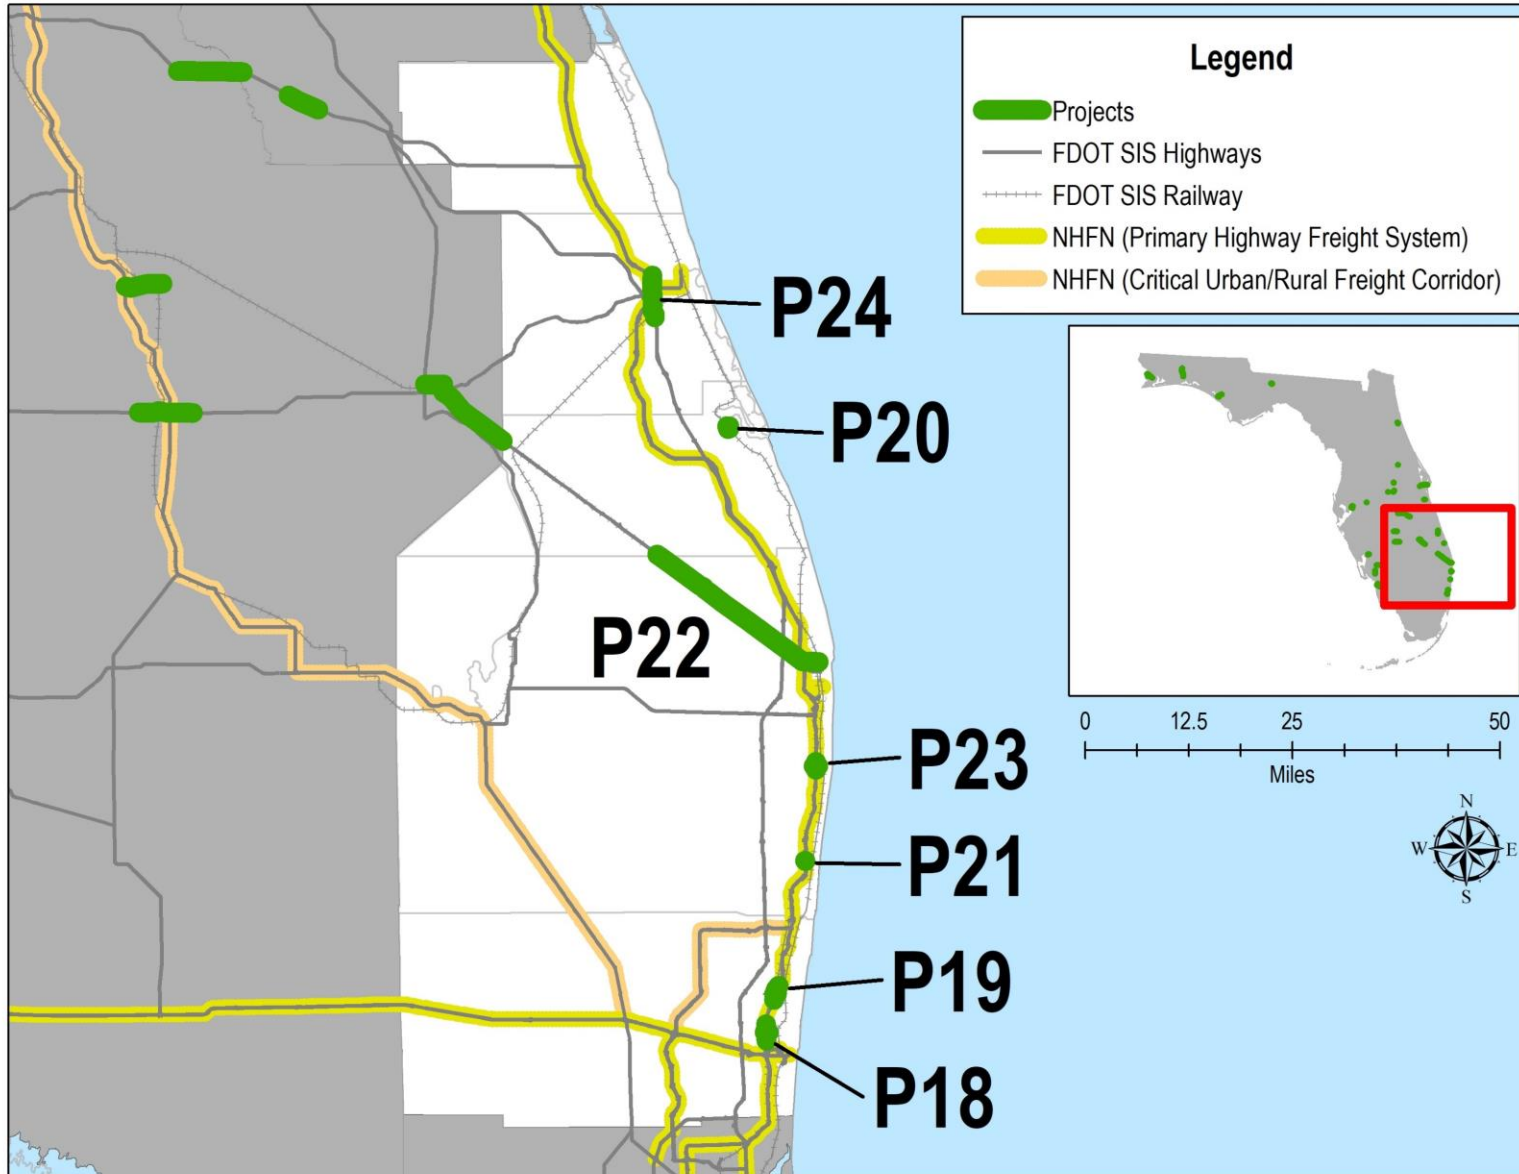 Legend
Projects
FDOT SIS Highways
FDOT SIS Railway
NHFN (Primary Highway Freight System)
NHFN (Critical Urban/Rural Freight Corridor)
P24
P20
P22
P23
P21
P19
P18
0 12.5 25 50
Miles
N
W E
S